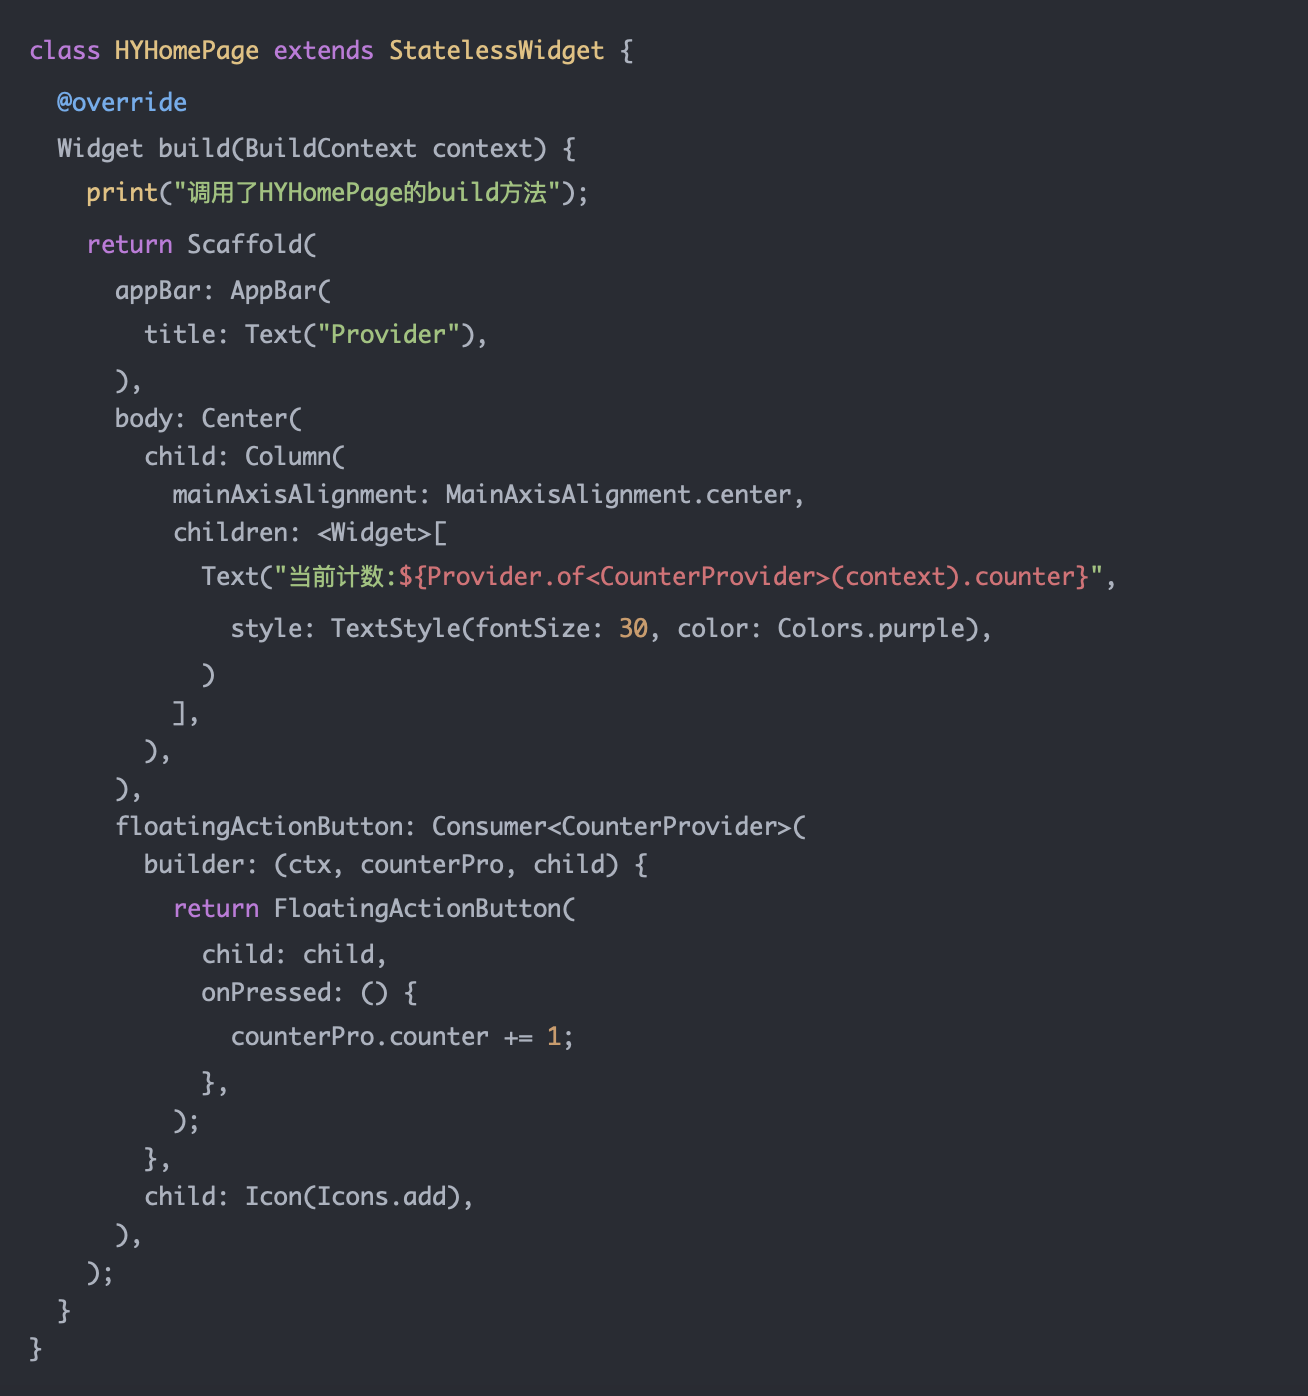 class HYHomePage extends StatelessWidget {
  @override
  Widget build(BuildContext context) {
    print("调用了HYHomePage的build方法");
    return Scaffold(
      appBar: AppBar(
        title: Text("Provider"),
      ),
      body: Center(
        child: Column(
          mainAxisAlignment: MainAxisAlignment.center,
          children: <Widget>[
            Text("当前计数:${Provider.of<CounterProvider>(context).counter}",
              style: TextStyle(fontSize: 30, color: Colors.purple),
            )
          ],
        ),
      ),
      floatingActionButton: Consumer<CounterProvider>(
        builder: (ctx, counterPro, child) {
          return FloatingActionButton(
            child: child,
            onPressed: () {
              counterPro.counter += 1;
            },
          );
        },
        child: Icon(Icons.add),
      ),
    );
  }
}